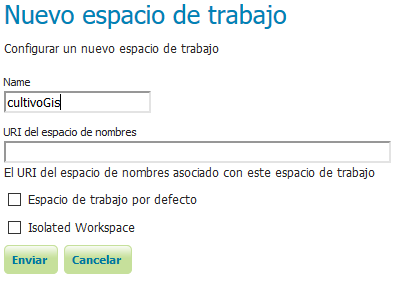 Nuevo espacio de trabajo
Configurar un nuevo espacio de trabajo
Name
cultivoGis
URI del espacio de nombres
El URI del espacio de nombres asociado con este espacio de trabajo
Espacio de trabajo por defecto
Isolated Workspace
Enviar Cancelar